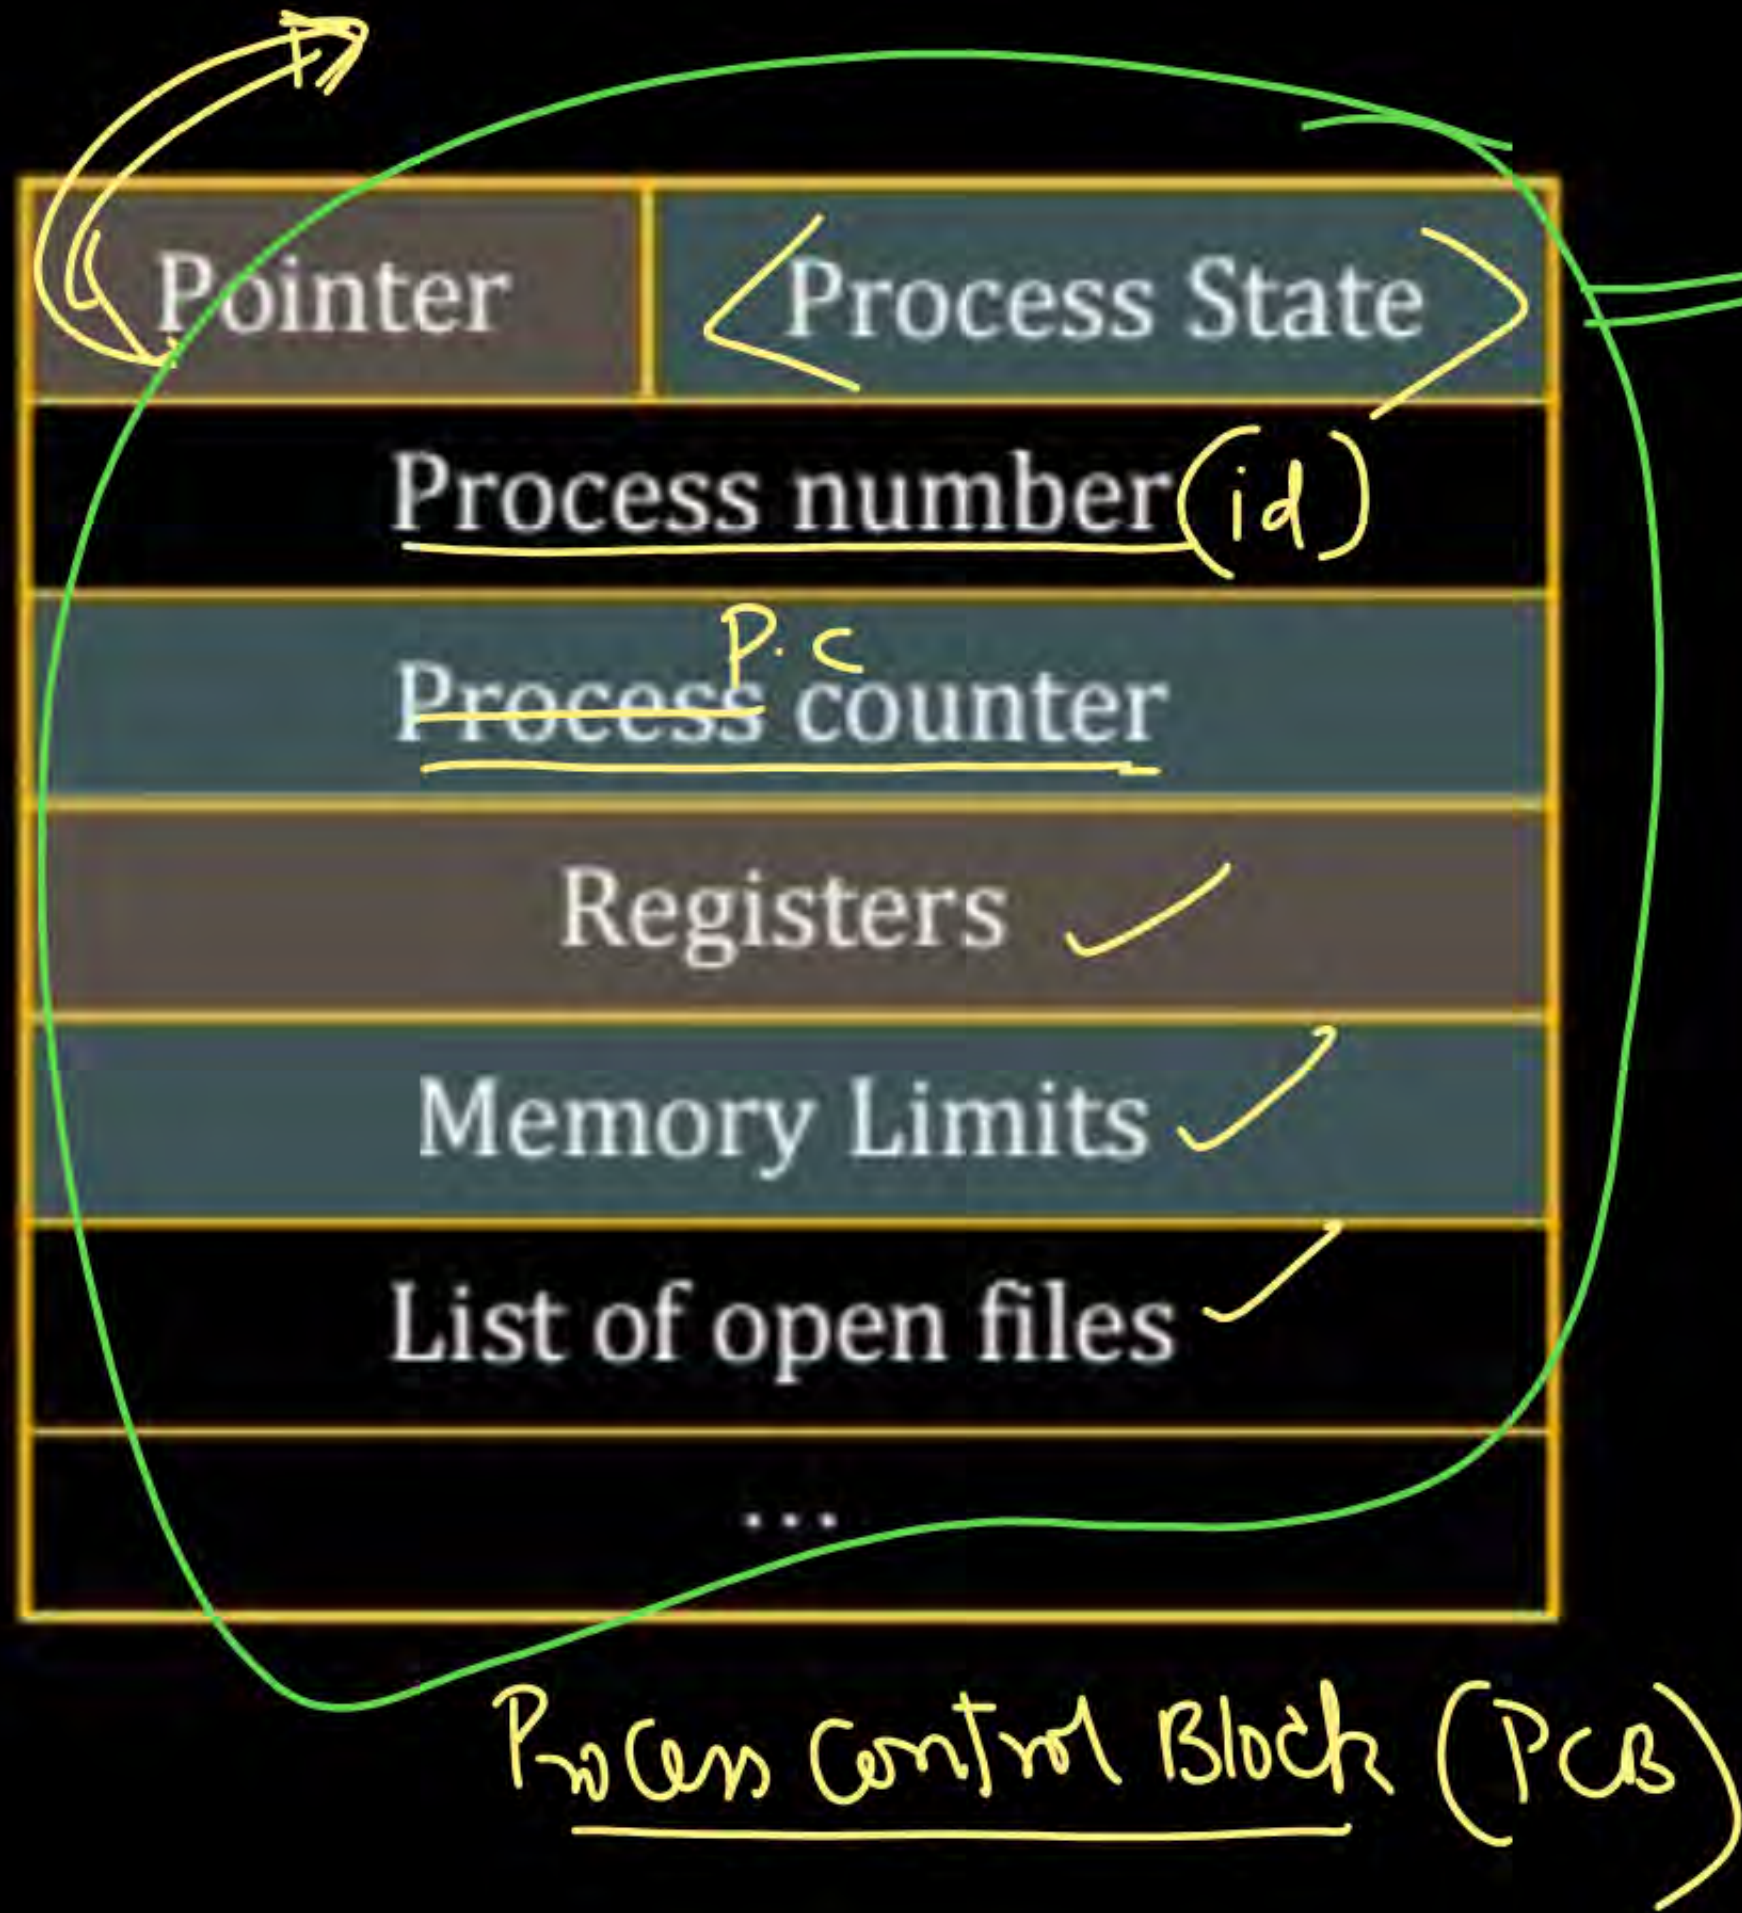 Pointer Process State
Process number (id)
P.C
Process counter
Registers
Memory Limits
List of open files
...
Process Control Block (PCB)